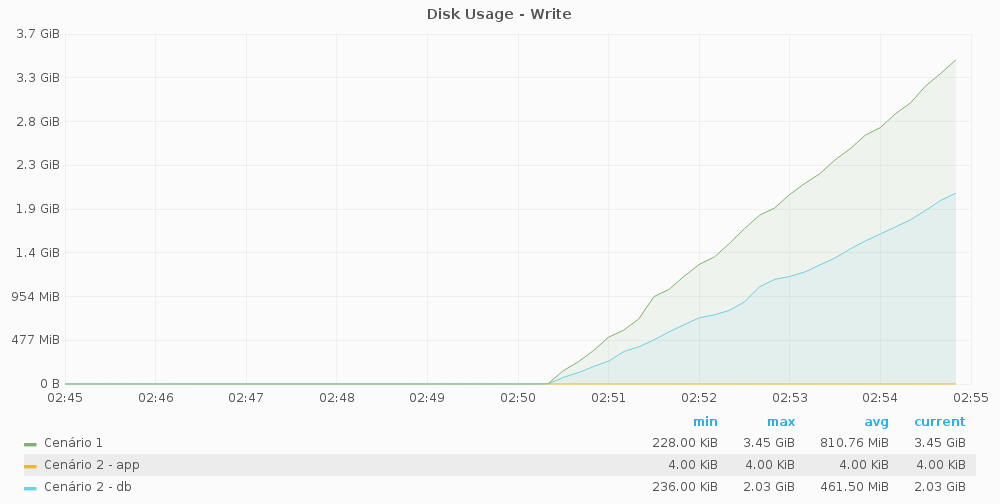 Disk Usage - Write
3.7 GiB
3.3 GiB
2.8 GiB
2.3 GiB
1.9 GiB
1.4 GiB
954 MiB
477 MiB
0 B
02:45 02:46 02:47 02:48 02:49 02:50 02:51 02:52 02:53 02:54 02:55
min max avg current
Cenário 1 228.00 KiB 3.45 GiB 810.76 MiB 3.45 GiB
Cenário 2 - app 4.00 KiB 4.00 KiB 4.00 KiB 4.00 KiB
Cenário 2 - db 236.00 KiB 2.03 GiB 461.50 MiB 2.03 GiB